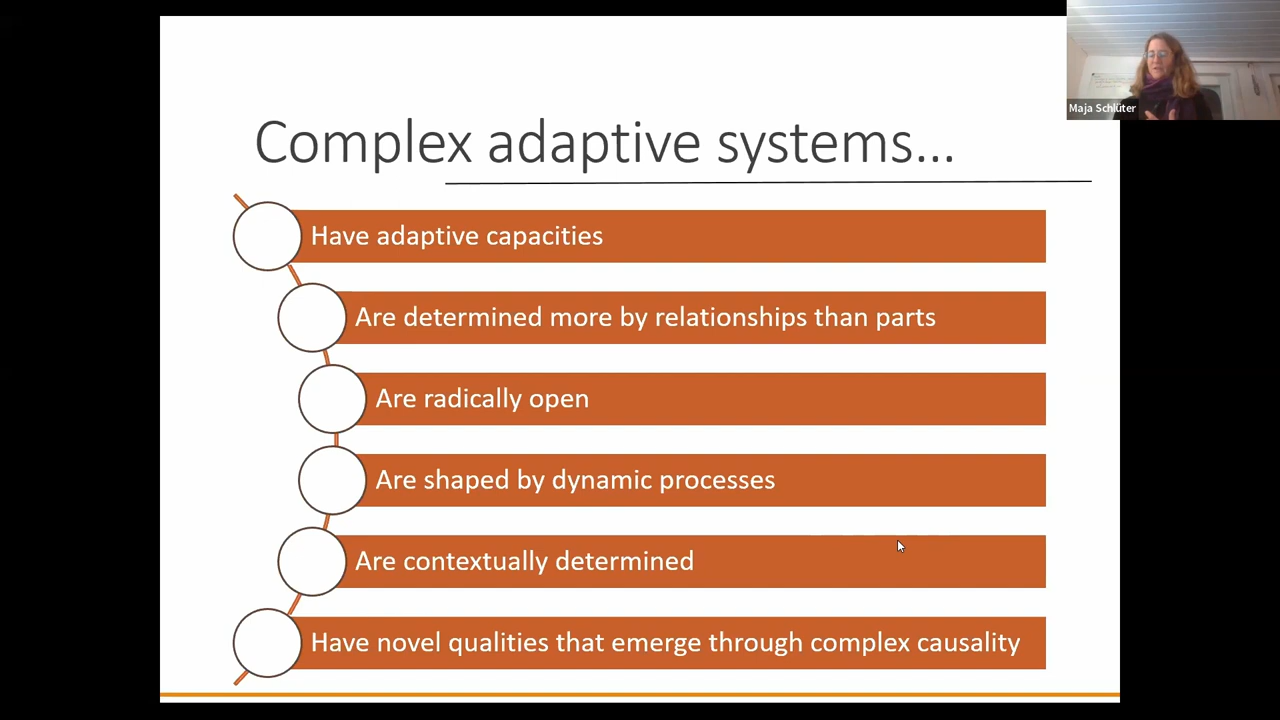 Complex adaptive systems...
Maja Schlüter
Have adaptive capacities
Are determined more by relationships than parts
Are radically open
Are shaped by dynamic processes
Are contextually determined
Have novel qualities that emerge through complex causality